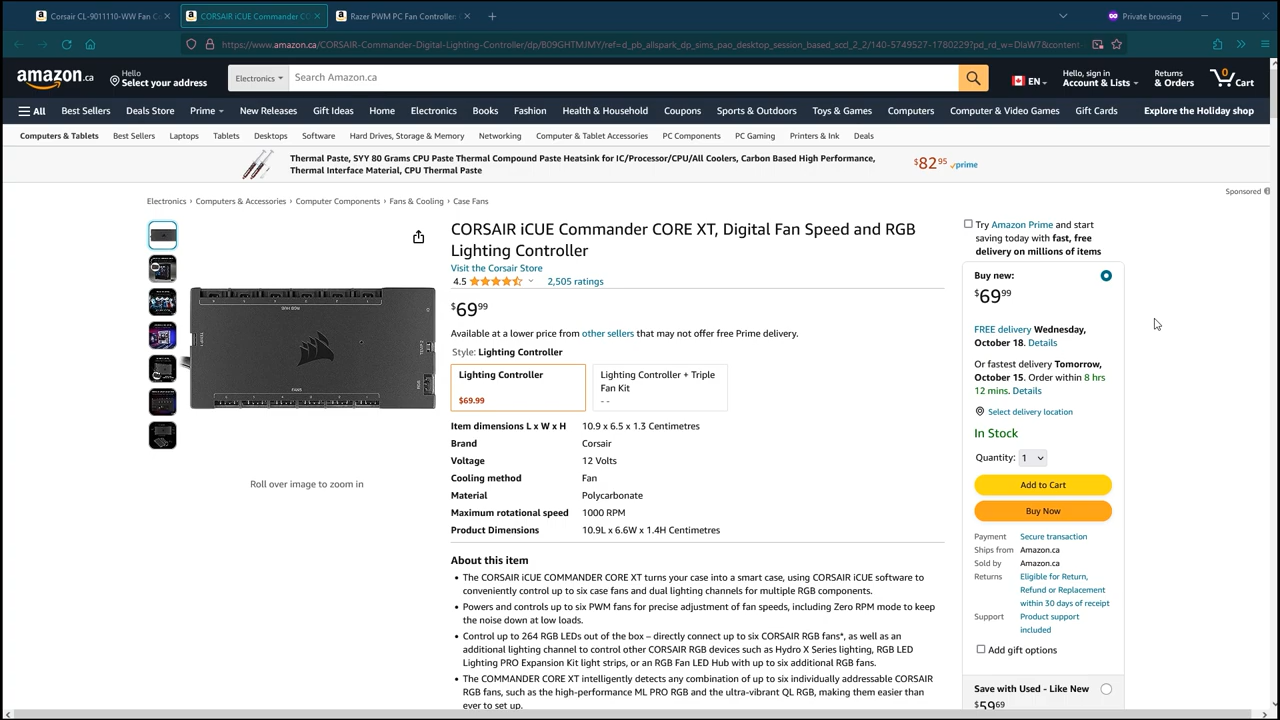 Corsair CL-9011110-WW Fan C
CORSAIR iCUE Commander CO
Razer PWM PC Fan Controller:
Private browsing
https://www.amazon.ca/CORSAIR-Commander-Digital-Lighting-Controller/dp/B09GHTMJMY/ref=d_pb_allspark_dp_sims_pao_desktop_session_based_scd_2_2/140-5749527-1780229?pd_rd_w=DlaW7&content-
amazon.ca
Hello
Select your address
Electronics
Search Amazon.ca
EN
Hello, sign in
Account & Lists
Returns
& Orders
0
Cart
All
Best Sellers
Deals Store
Prime
New Releases
Gift Ideas
Home
Electronics
Books
Fashion
Health & Household
Coupons
Sports & Outdoors
Toys & Games
Computers
Computer & Video Games
Gift Cards
Explore the Holiday shop
Computers & Tablets
Best Sellers
Laptops
Tablets
Desktops
Software
Hard Drives, Storage & Memory
Networking
Computer & Tablet Accessories
PC Components
PC Gaming
Printers & Ink
Deals
Thermal Paste, SYY 80 Grams CPU Paste Thermal Compound Paste Heatsink for IC/Processor/CPU/All Coolers, Carbon Based High Performance,
Thermal Interface Material, CPU Thermal Paste
$82 95 prime
Sponsored
Electronics › Computers & Accessories › Computer Components › Fans & Cooling › Case Fans
CORSAIR iCUE Commander CORE XT, Digital Fan Speed and RGB
Lighting Controller
Visit the Corsair Store
4.5
2,505 ratings
$69 99
Available at a lower price from other sellers that may not offer free Prime delivery.
Style: Lighting Controller
Lighting Controller
$69.99
Lighting Controller + Triple
Fan Kit
- -
Item dimensions L x W x H 10.9 x 6.5 x 1.3 Centimetres
Brand Corsair
Voltage 12 Volts
Cooling method Fan
Material Polycarbonate
Maximum rotational speed 1000 RPM
Product Dimensions 10.9L x 6.6W x 1.4H Centimetres
About this item
• The CORSAIR iCUE COMMANDER CORE XT turns your case into a smart case, using CORSAIR iCUE software to
conveniently control up to six case fans and dual lighting channels for multiple RGB components.
• Powers and controls up to six PWM fans for precise adjustment of fan speeds, including Zero RPM mode to keep
the noise down at low loads.
• Control up to 264 RGB LEDs out of the box – directly connect up to six CORSAIR RGB fans*, as well as an
additional lighting channel to control other CORSAIR RGB devices such as Hydro X Series lighting, RGB LED
Lighting PRO Expansion Kit light strips, or an RGB Fan LED Hub with up to six additional RGB fans.
• The COMMANDER CORE XT intelligently detects any combination of up to six individually addressable CORSAIR
RGB fans, such as the high-performance ML PRO RGB and the ultra-vibrant QL RGB, making them easier than
ever to set up.
RGB HUB
FANS
Roll over image to zoom in
Try Amazon Prime and start
saving today with fast, free
delivery on millions of items
Buy new:
$69 99
FREE delivery Wednesday,
October 18. Details
Or fastest delivery Tomorrow,
October 15. Order within 8 hrs
12 mins. Details
Select delivery location
In Stock
Quantity: 1
Add to Cart
Buy Now
Payment Secure transaction
Ships from Amazon.ca
Sold by Amazon.ca
Returns Eligible for Return,
Refund or Replacement
within 30 days of receipt
Support Product support
included
Add gift options
Save with Used - Like New
$59 69